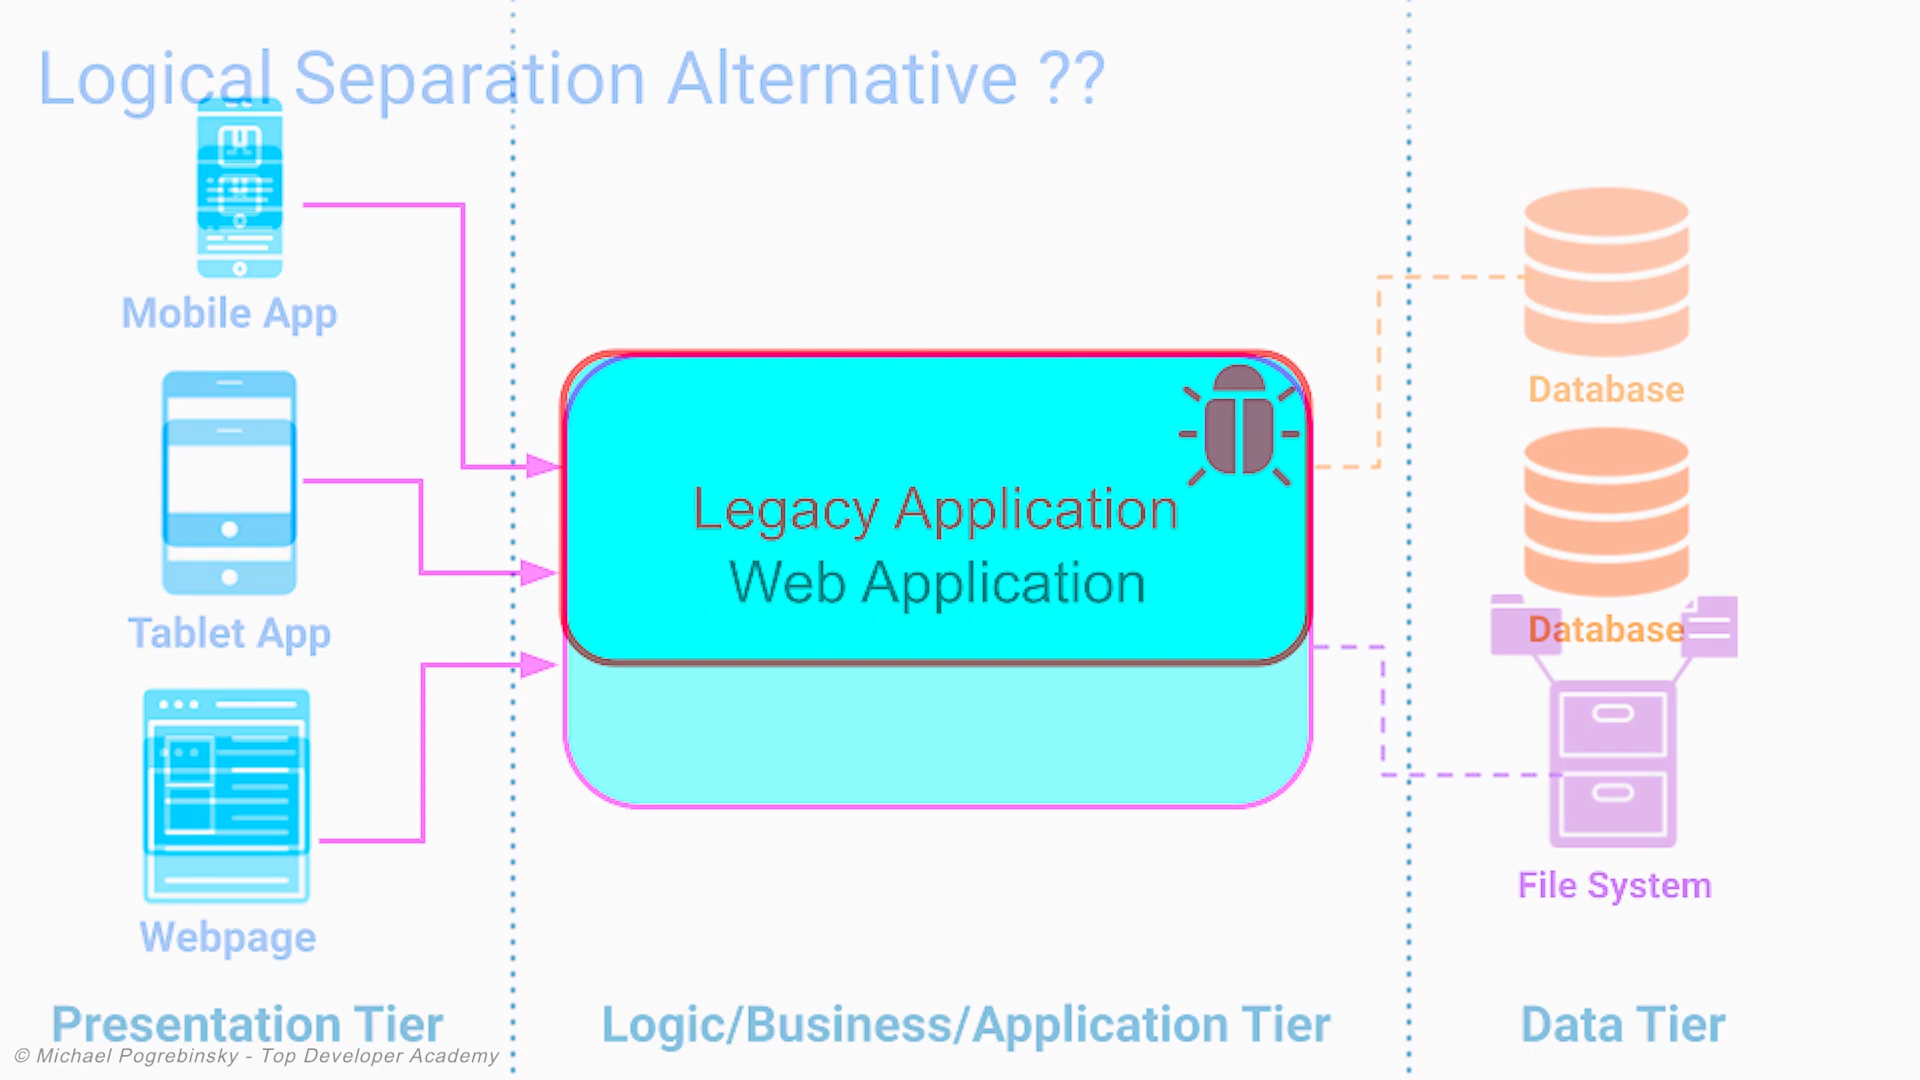 Logical Separation Alternative ??
Mobile App
Tablet App
Webpage
Legacy Application
Web Application
Database
Database
File System
Presentation Tier
Logic/Business/Application Tier
Data Tier
© Michael Pogrebinsky - Top Developer Academy